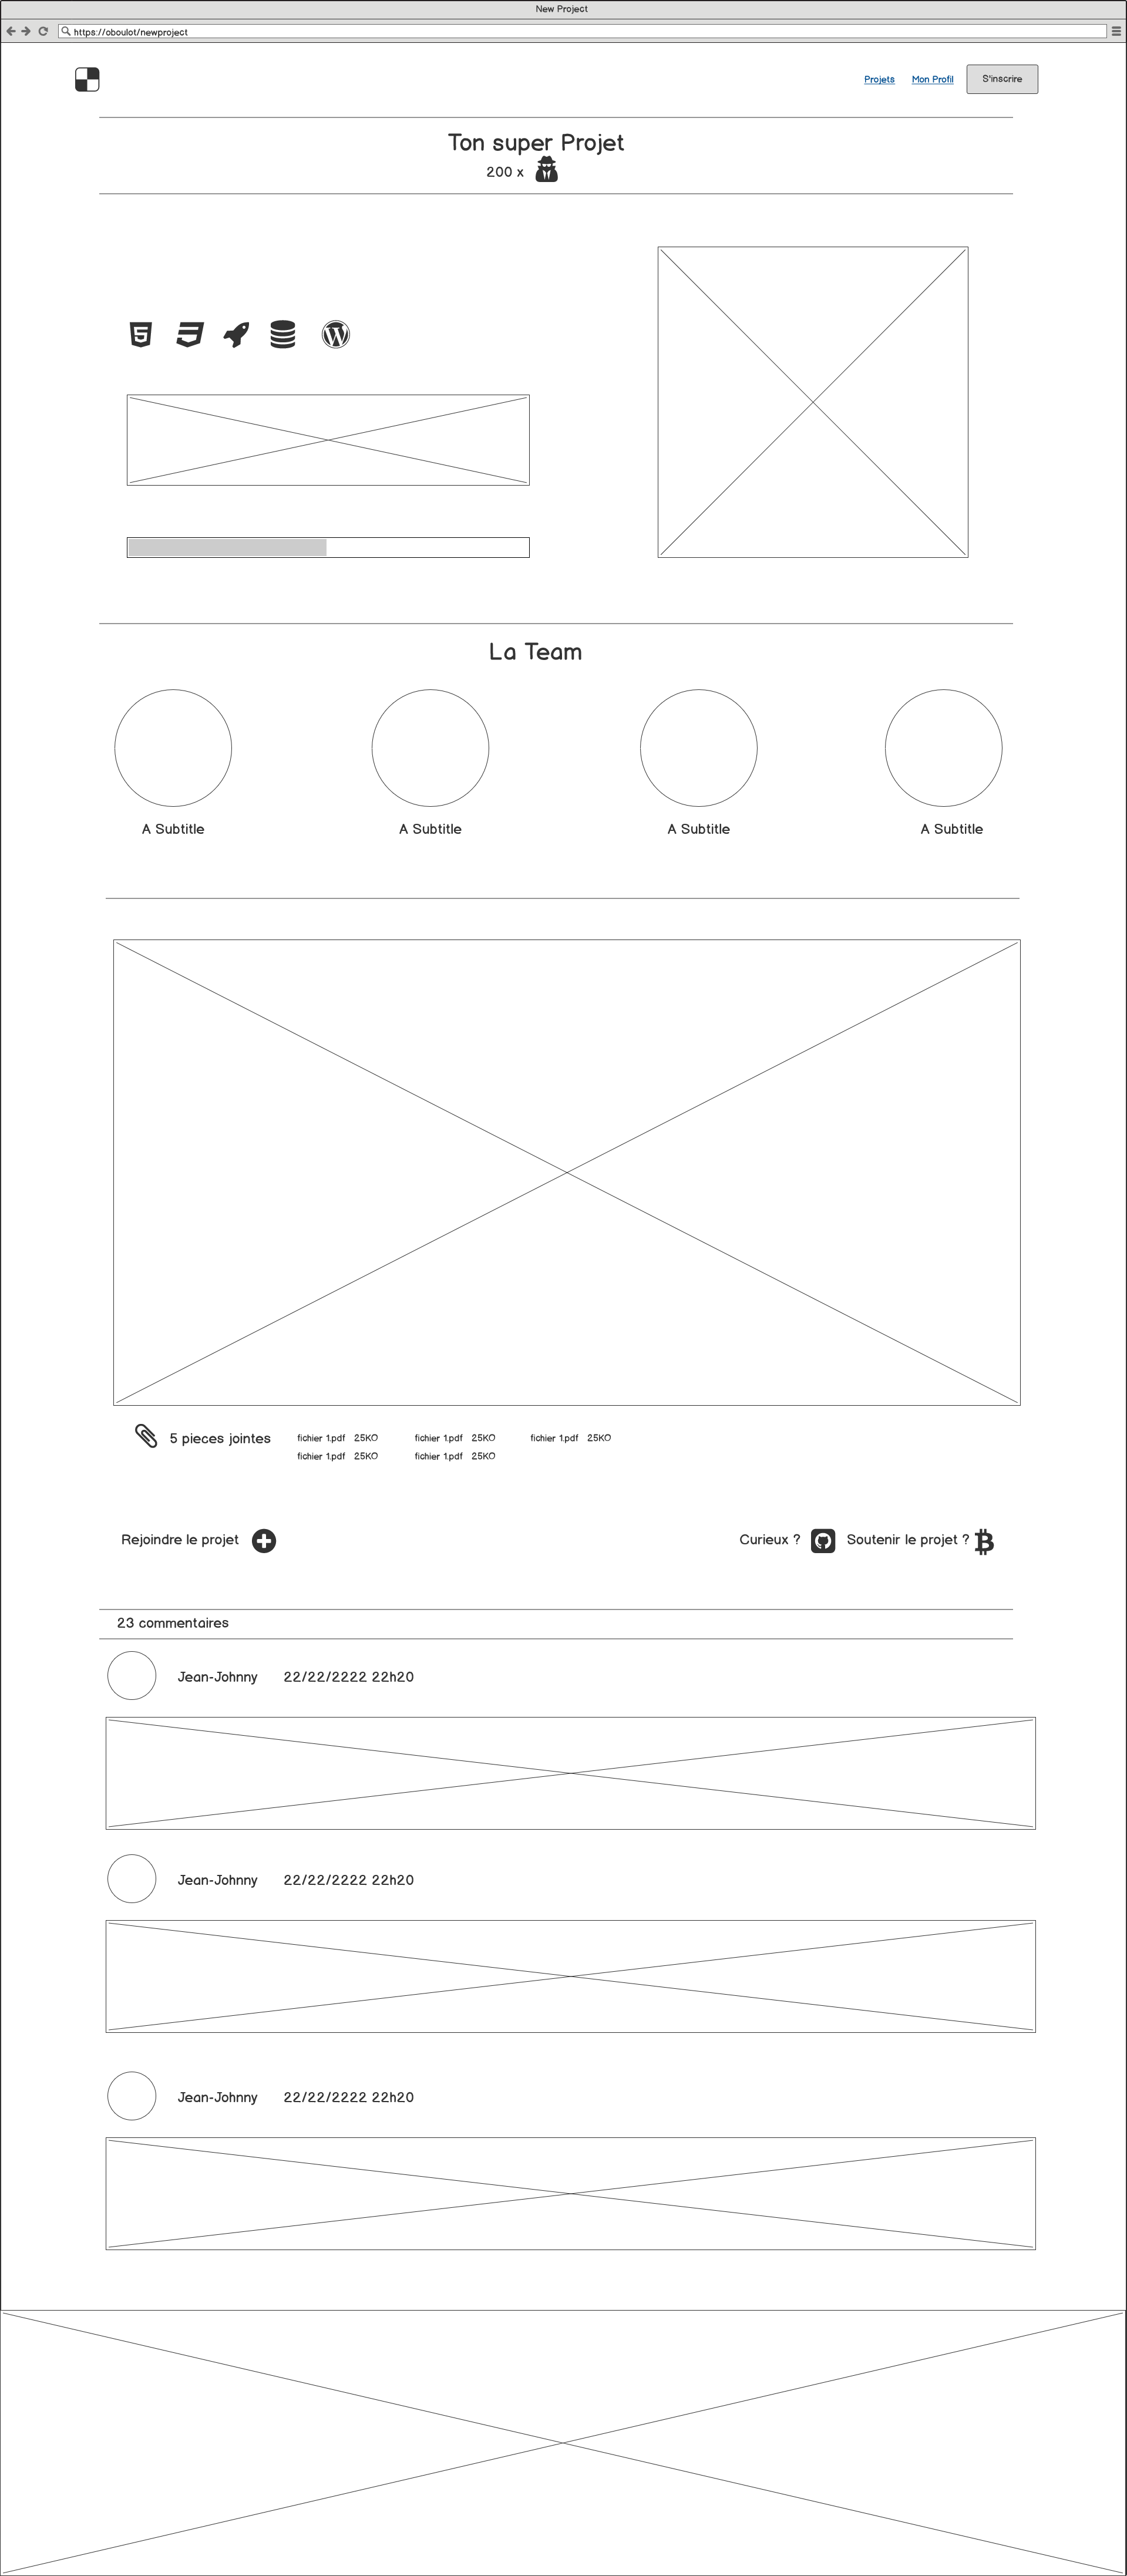 New Project
https://oboulot/newproject
Projets Mon Profil S'inscrire
Ton super Projet
200 x
La Team
A Subtitle A Subtitle A Subtitle A Subtitle
5 pieces jointes
fichier 1.pdf 25KO fichier 1.pdf 25KO fichier 1.pdf 25KO
fichier 1.pdf 25KO fichier 1.pdf 25KO
Rejoindre le projet Curieux ? Soutenir le projet ?
23 commentaires
Jean-Johnny 22/22/2222 22h20
Jean-Johnny 22/22/2222 22h20
Jean-Johnny 22/22/2222 22h20